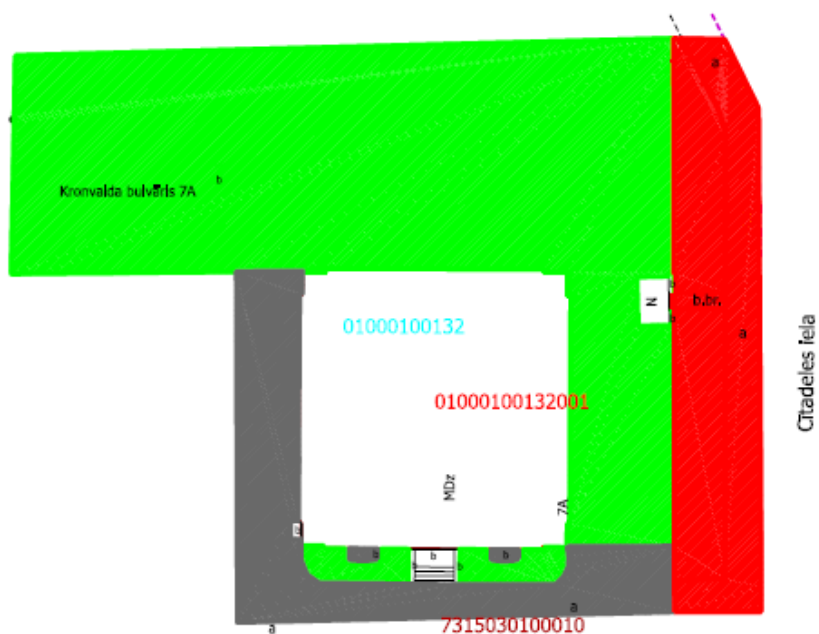 a
Kronvalda bulvāris 7A
b
N
b.br.
a
01000100132
Citadeles iela
01000100132001
MDz
7A
b
b
b
b
b
a
7315030100010
a